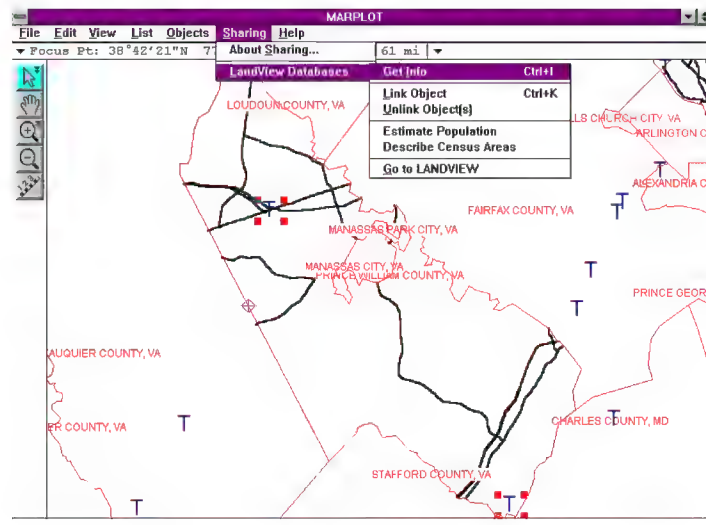 MARPLOT
File Edit View List Objects Sharing Help
Focus Pt: 38°42'21"N 61 mi
About Sharing...
LandView Databases
Get Info Ctrl+I
Link Object Ctrl+K
Unlink Object(s)
Estimate Population
Describe Census Areas
Go to LANDVIEW
1,2,3
LOUDOUN COUNTY, VA
CHURCH CITY VA
ARLINGTON C
ALEXANDRIA C
FAIRFAX COUNTY, VA
MANASSAS PARK CITY, VA
MANASSAS CITY, VA
PRINCE WILLIAM COUNTY, VA
PRINCE GEOR
AUQUIER COUNTY, VA
ER COUNTY, VA
CHARLES COUNTY, MD
STAFFORD COUNTY, VA
T
T
T
T
T
T
T
T
T
T